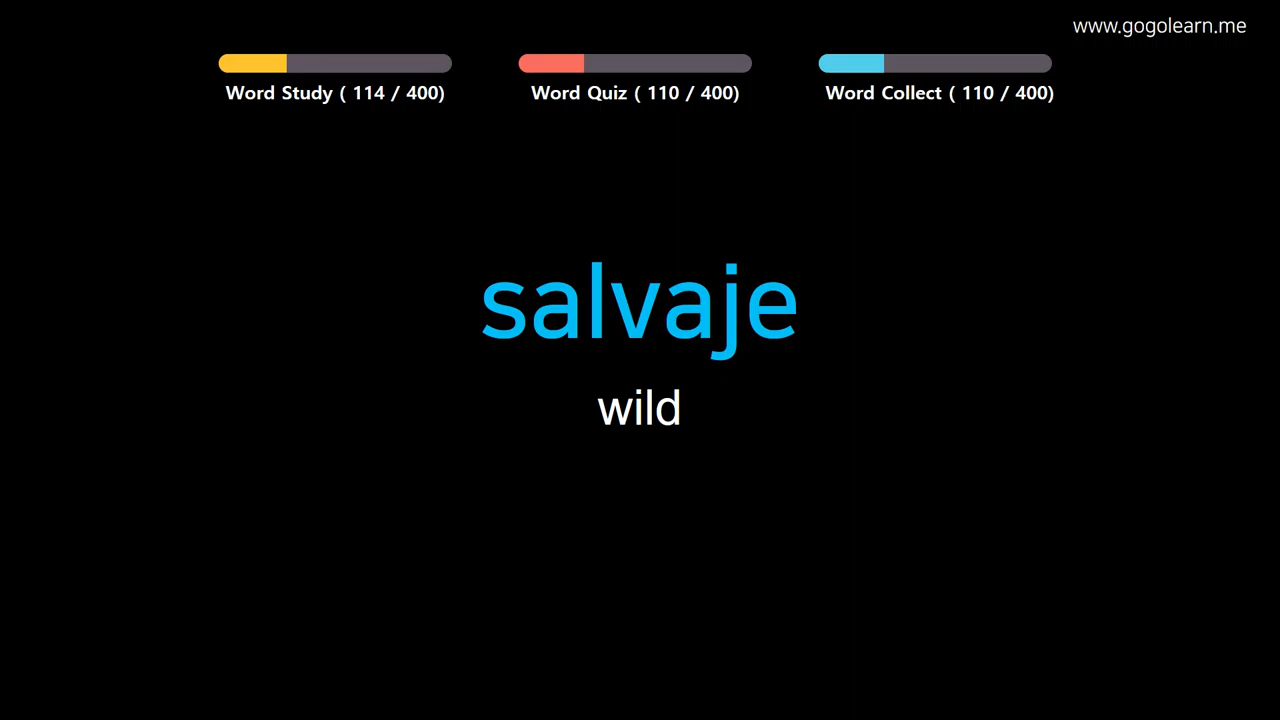 www.gogolearn.me
Word Study ( 114 / 400)
Word Quiz ( 110 / 400)
Word Collect ( 110 / 400)
salvaje
wild